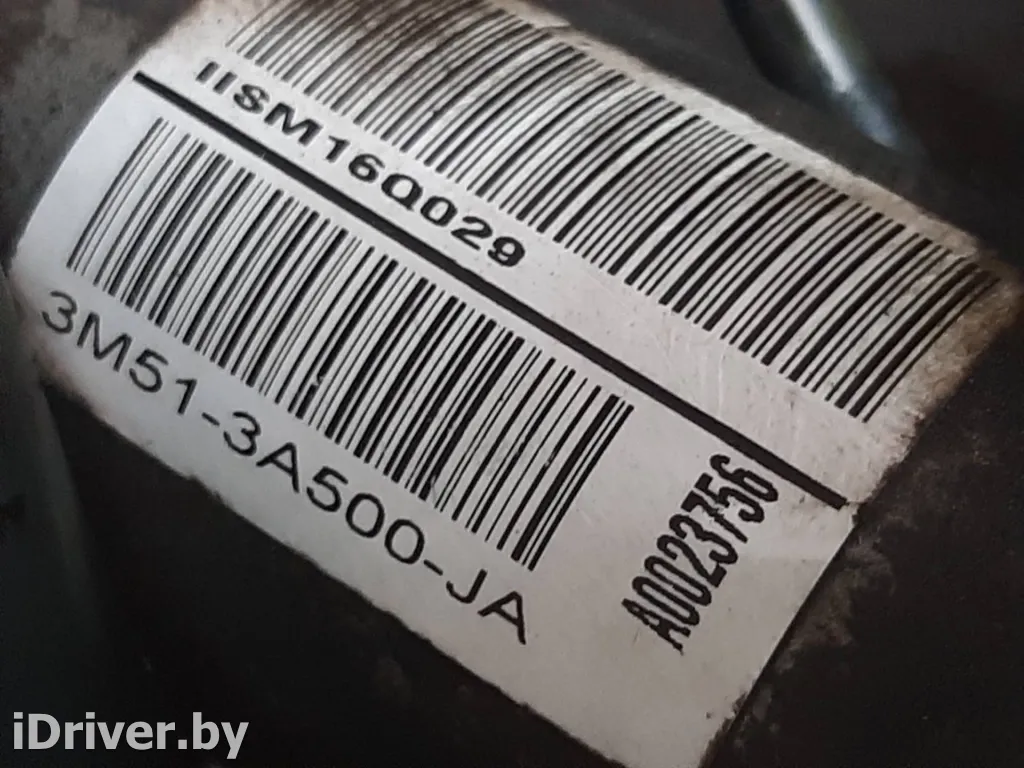 IISM16Q029
3M51-3A500-JA
A0023756
iDriver.by